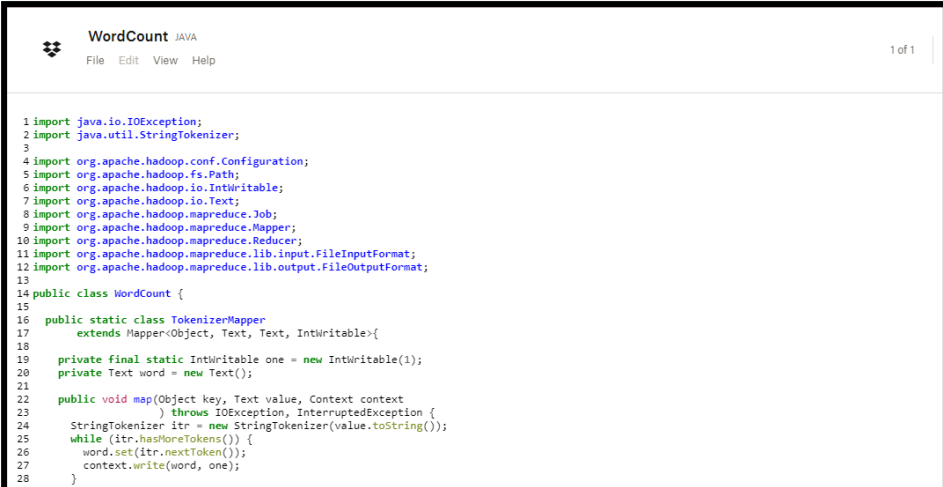 WordCount JAVA
File Edit View Help
1 of 1
1 import java.io.IOException;
2 import java.util.StringTokenizer;
3
4 import org.apache.hadoop.conf.Configuration;
5 import org.apache.hadoop.fs.Path;
6 import org.apache.hadoop.io.IntWritable;
7 import org.apache.hadoop.io.Text;
8 import org.apache.hadoop.mapreduce.Job;
9 import org.apache.hadoop.mapreduce.Mapper;
10 import org.apache.hadoop.mapreduce.Reducer;
11 import org.apache.hadoop.mapreduce.lib.input.FileInputFormat;
12 import org.apache.hadoop.mapreduce.lib.output.FileOutputFormat;
13
14 public class WordCount {
15
16   public static class TokenizerMapper
17        extends Mapper<Object, Text, Text, IntWritable>{
18
19     private final static IntWritable one = new IntWritable(1);
20     private Text word = new Text();
21
22     public void map(Object key, Text value, Context context
23                     ) throws IOException, InterruptedException {
24       StringTokenizer itr = new StringTokenizer(value.toString());
25       while (itr.hasMoreTokens()) {
26         word.set(itr.nextToken());
27         context.write(word, one);
28       }